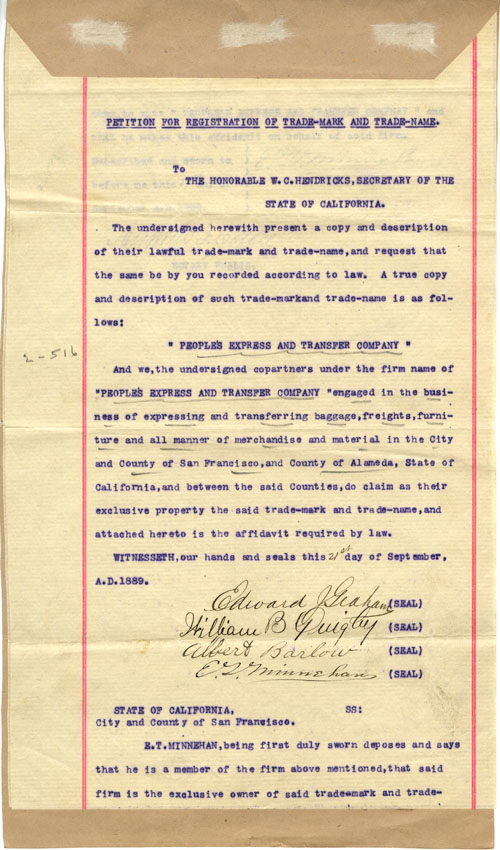 PETITION FOR REGISTRATION OF TRADE-MARK AND TRADE-NAME.
To
THE HONORABLE W.C.HENDRICKS,SECRETARY OF THE
STATE OF CALIFORNIA.
The undersigned herewith present a copy and description
of their lawful trade-mark and trade-name,and request that
the same be by you recorded according to law. A true copy
and description of such trade-markand trade-name is as fol-
lows:
" PEOPLE'S EXPRESS AND TRANSFER COMPANY "
2-516
And we,the undersigned copartners under the firm name of
"PEOPLE'S EXPRESS AND TRANSFER COMPANY "engaged in the busi-
ness of expressing and transferring baggage,freights,furni-
ture and all manner of merchandise and material in the City
and County of San Francisco,and County of Alameda, State of
California,and between the said Counties,do claim as their
exclusive property the said trade-mark and trade-name,and
attached hereto is the affidavit required by law.
WITNESSETH,our hands and seals this 21st day of September,
A.D.1889.
Edward J Graham (SEAL)
William B Quigley (SEAL)
Albert Barlow (SEAL)
E.T. Minnehan (SEAL)
STATE OF CALIFORNIA, SS:
City and County of San Francisco.
E.T.MINNEHAN,being first duly sworn deposes and says
that he is a member of the firm above mentioned,that said
firm is the exclusive owner of said trade-mark and trade-